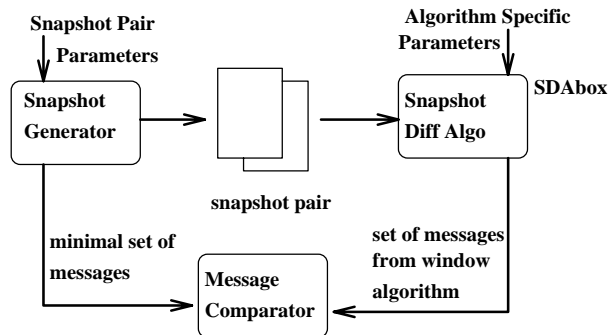 Snapshot Pair
Parameters
Algorithm Specific
Parameters
SDAbox
Snapshot
Generator
Snapshot
Diff Algo
snapshot pair
minimal set of
messages
set of messages
from window
algorithm
Message
Comparator